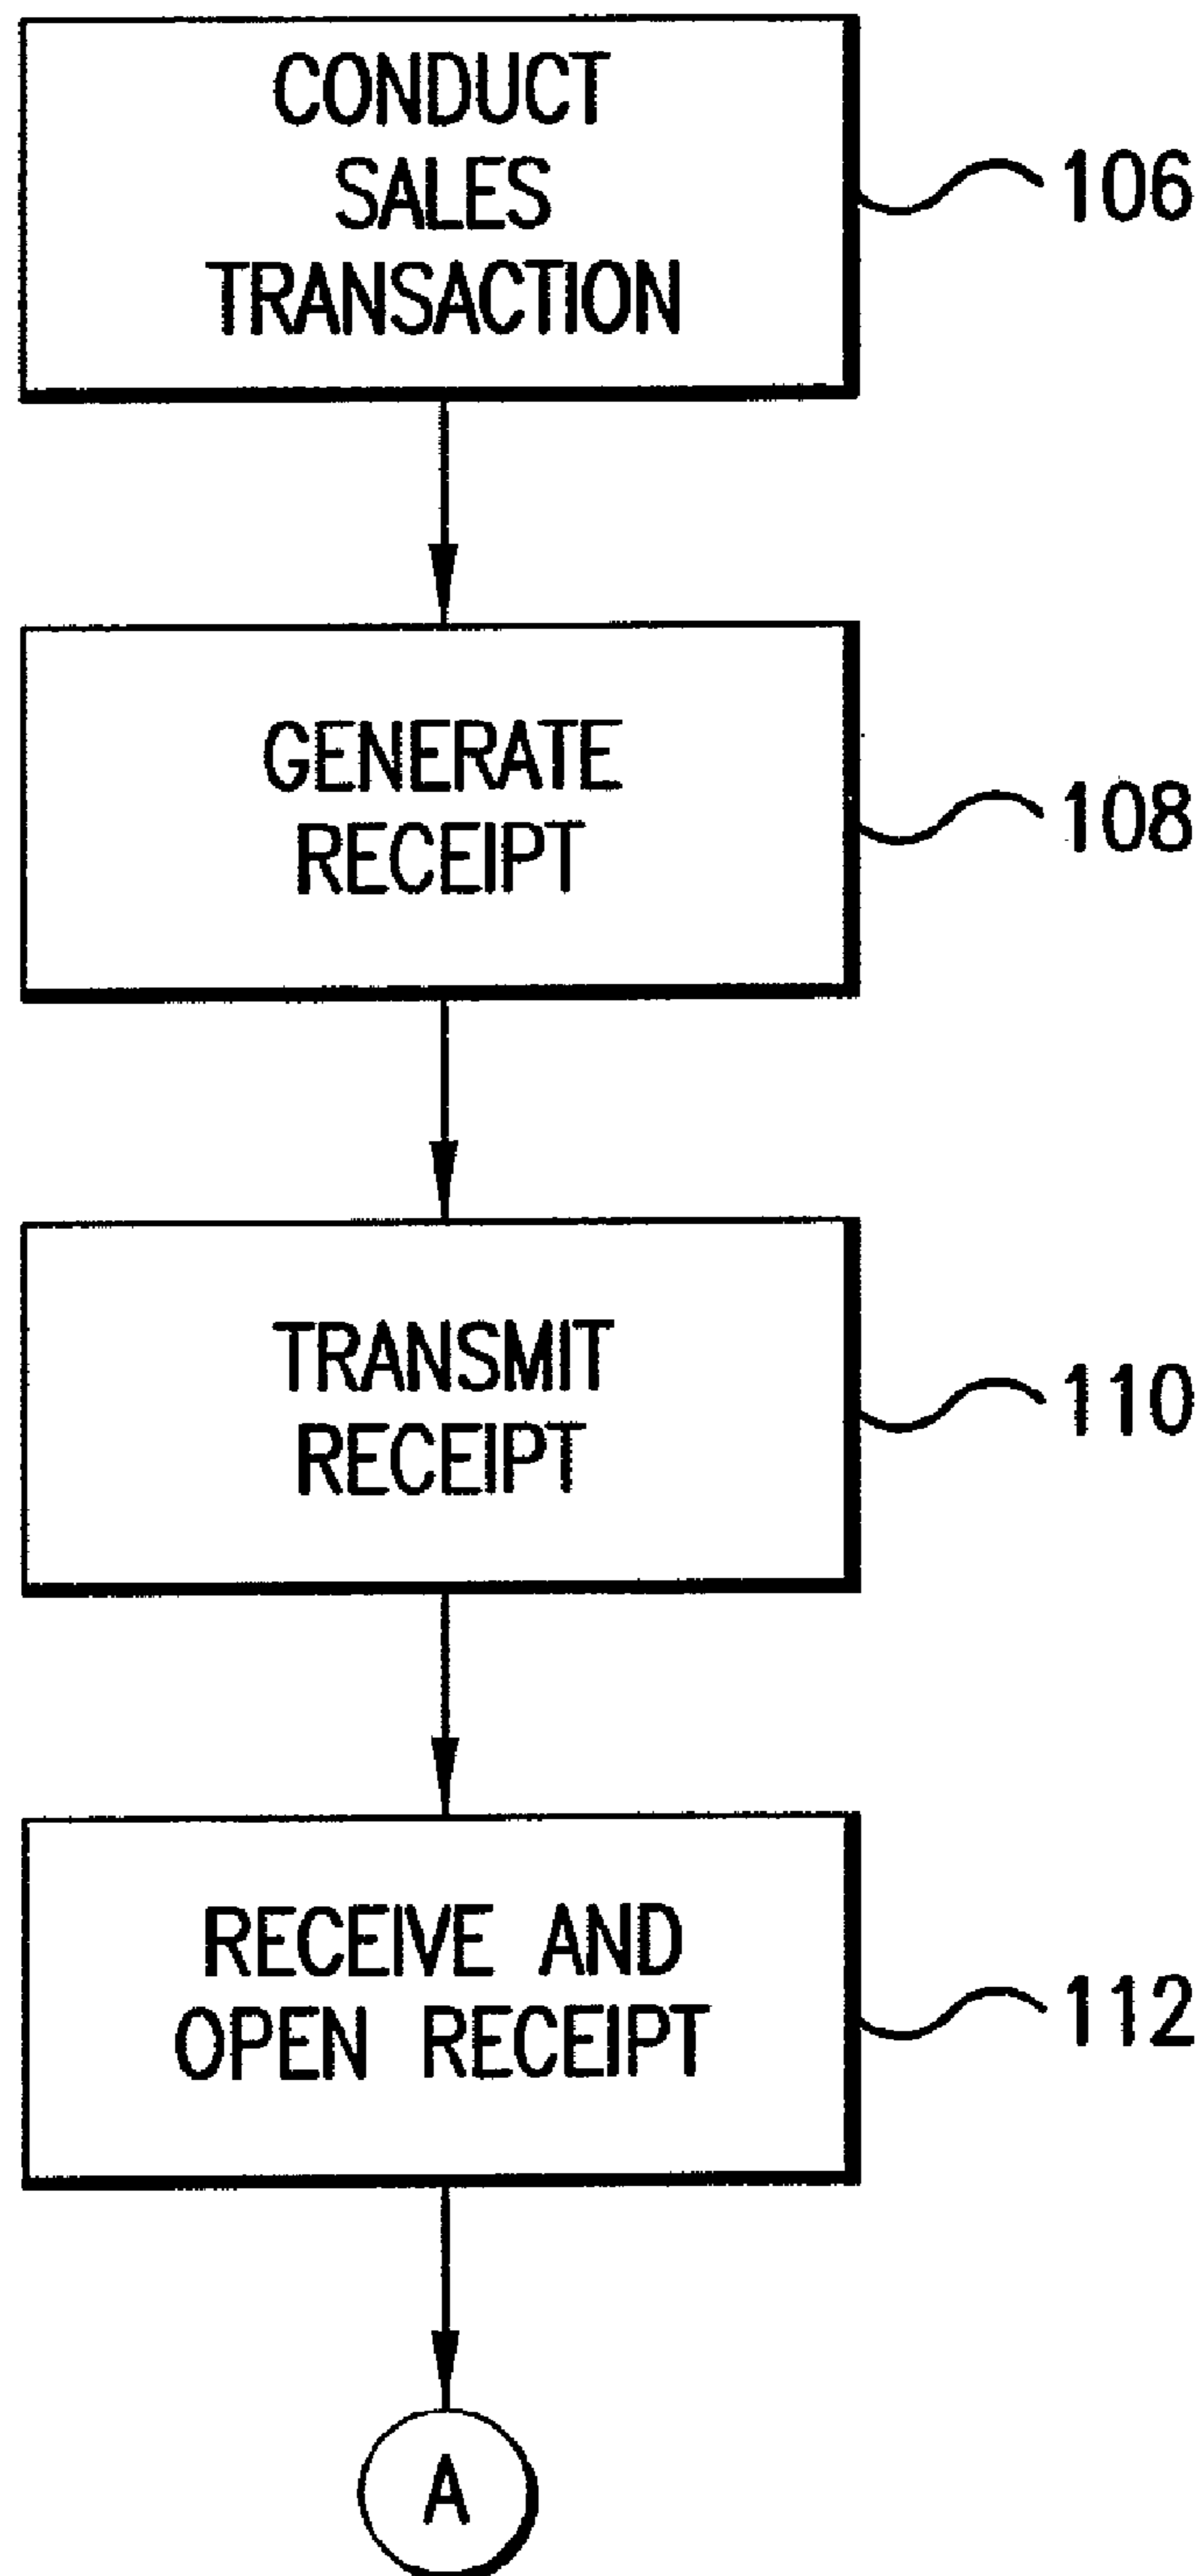 CONDUCT
SALES
TRANSACTION
106
GENERATE
RECEIPT
108
TRANSMIT
RECEIPT
110
RECEIVE AND
OPEN RECEIPT
112
A